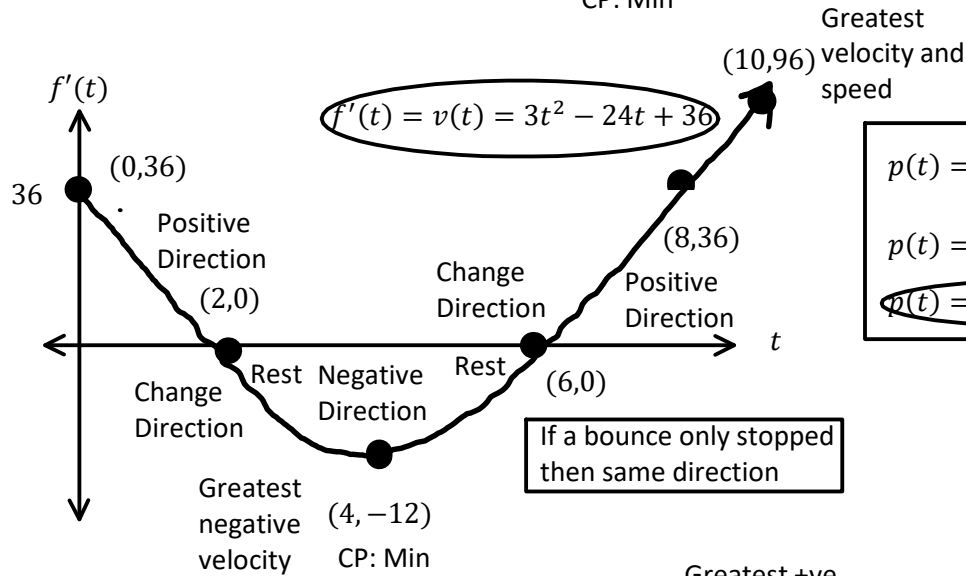 CP: Min
Greatest
velocity and
speed
(10,96)
f′(t)
f′(t) = v(t) = 3t² − 24t + 36
p(t) =
p(t) =
p(t) =
36
(0,36)
Positive
Direction
(2,0)
Change
Direction
(8,36)
Positive
Direction
t
Rest
Negative
Direction
Rest
(6,0)
Change
Direction
If a bounce only stopped
then same direction
Greatest
negative
velocity
(4, −12)
CP: Min
Greatest +ve